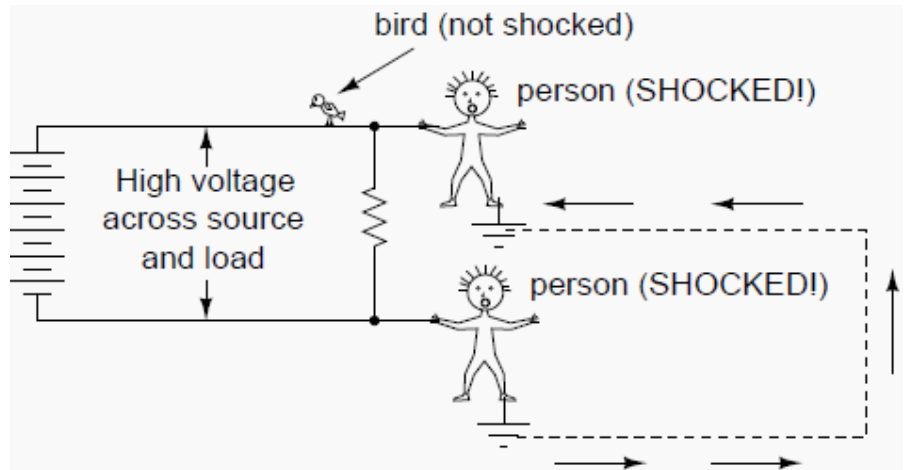 bird (not shocked)
person (SHOCKED!)
High voltage
across source
and load
person (SHOCKED!)